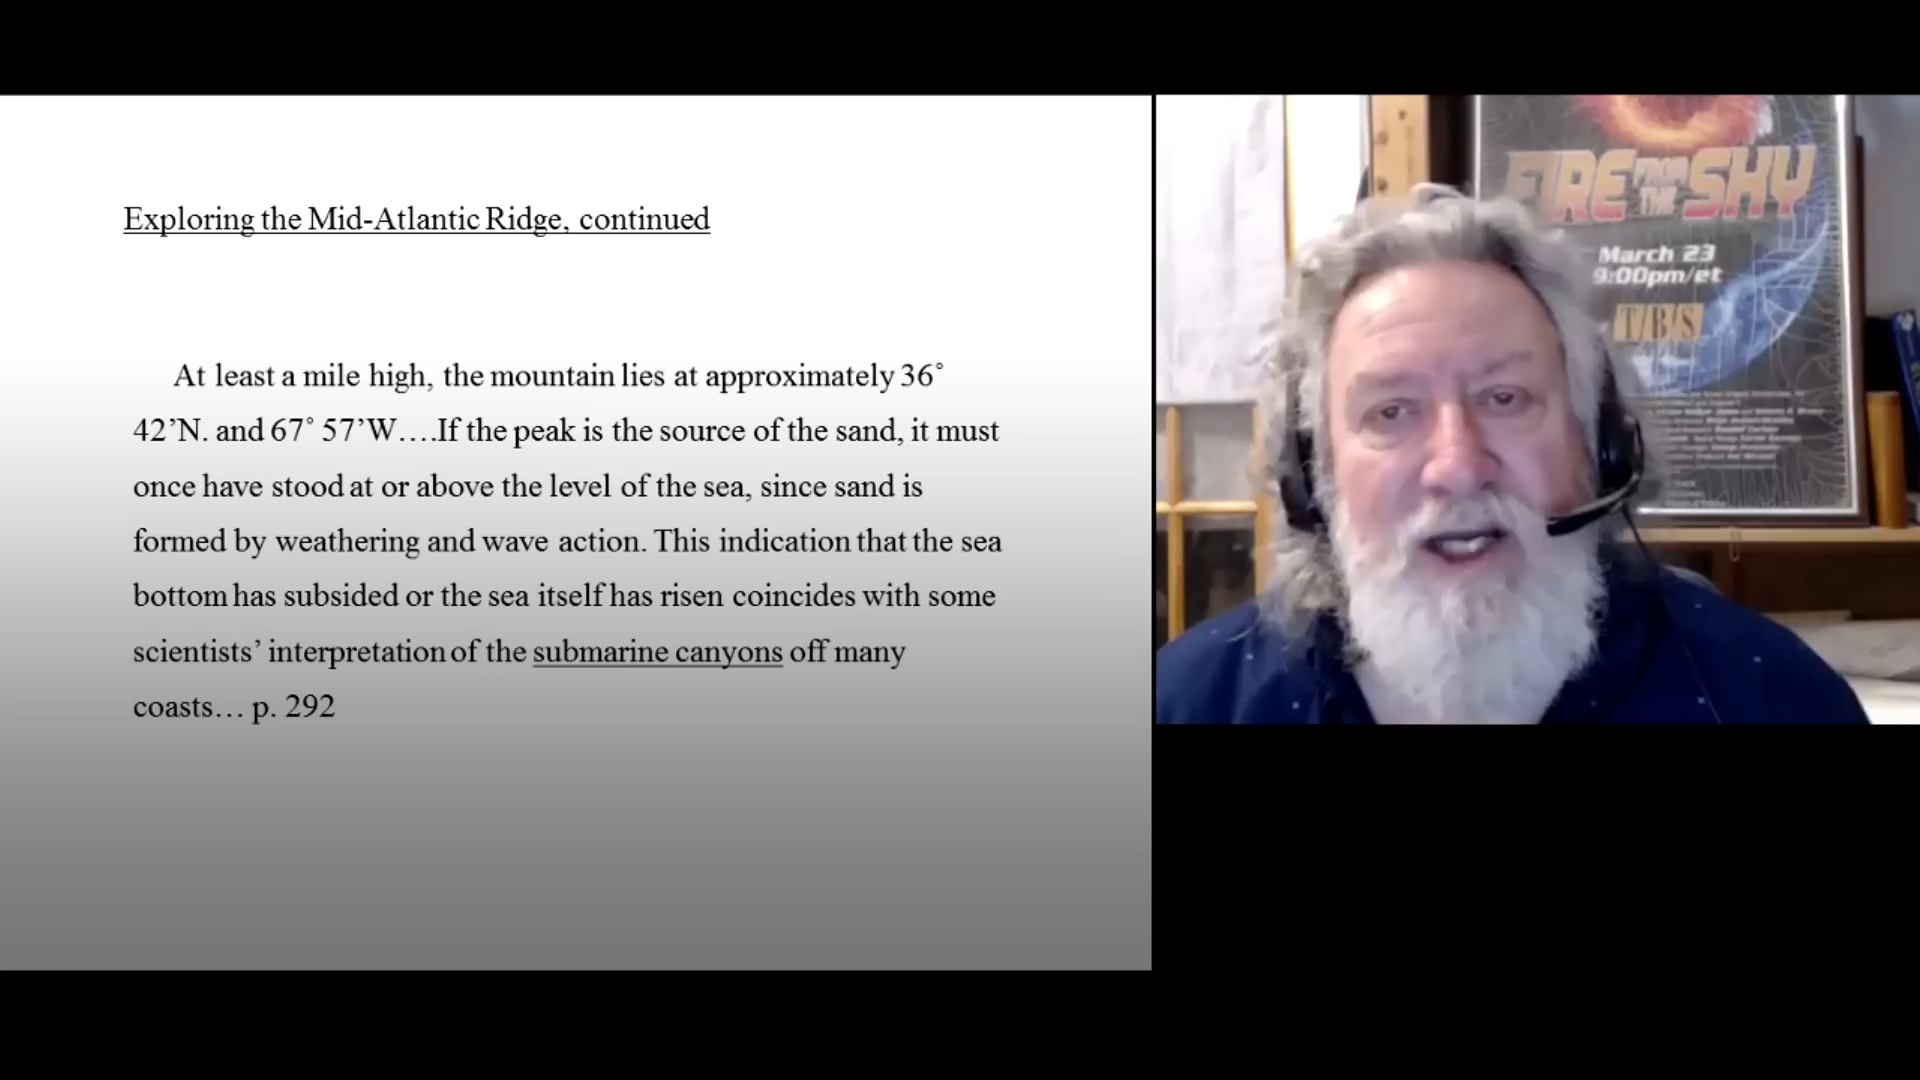 Exploring the Mid-Atlantic Ridge, continued
At least a mile high, the mountain lies at approximately 36˚
42’N. and 67˚ 57’W….If the peak is the source of the sand, it must
once have stood at or above the level of the sea, since sand is
formed by weathering and wave action. This indication that the sea
bottom has subsided or the sea itself has risen coincides with some
scientists’ interpretation of the submarine canyons off many
coasts… p. 292
FIRE FROM THE SKY
March 23
9:00pm/et
TBS